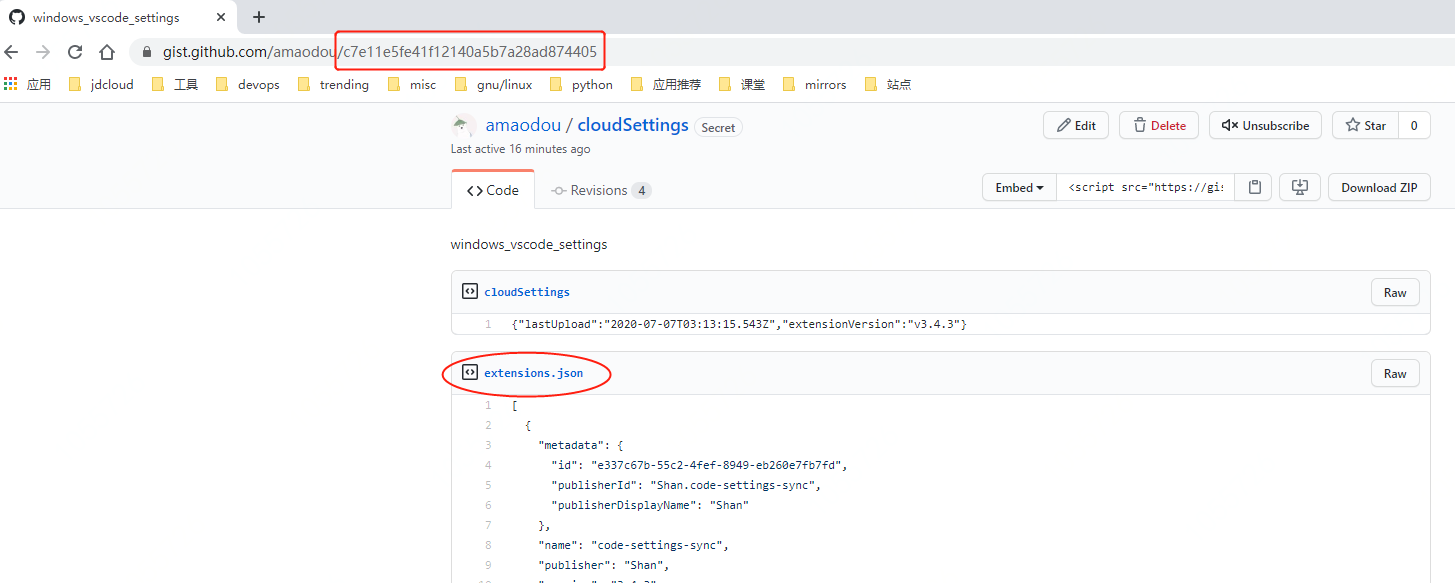 windows_vscode_settings
gist.github.com/amaodou/c7e11e5fe41f12140a5b7a28ad874405
应用 jdcloud 工具 devops trending misc gnu/linux python 应用推荐 课堂 mirrors 站点
amaodou / cloudSettings Secret Edit Delete Unsubscribe Star 0
Last active 16 minutes ago
Code Revisions 4 Embed <script src="https://gis Download ZIP
windows_vscode_settings
cloudSettings Raw
1 {"lastUpload":"2020-07-07T03:13:15.543Z","extensionVersion":"v3.4.3"}
extensions.json Raw
1 [
2 {
3 "metadata": {
4 "id": "e337c67b-55c2-4fef-8949-eb260e7fb7fd",
5 "publisherId": "Shan.code-settings-sync",
6 "publisherDisplayName": "Shan"
7 },
8 "name": "code-settings-sync",
9 "publisher": "Shan",